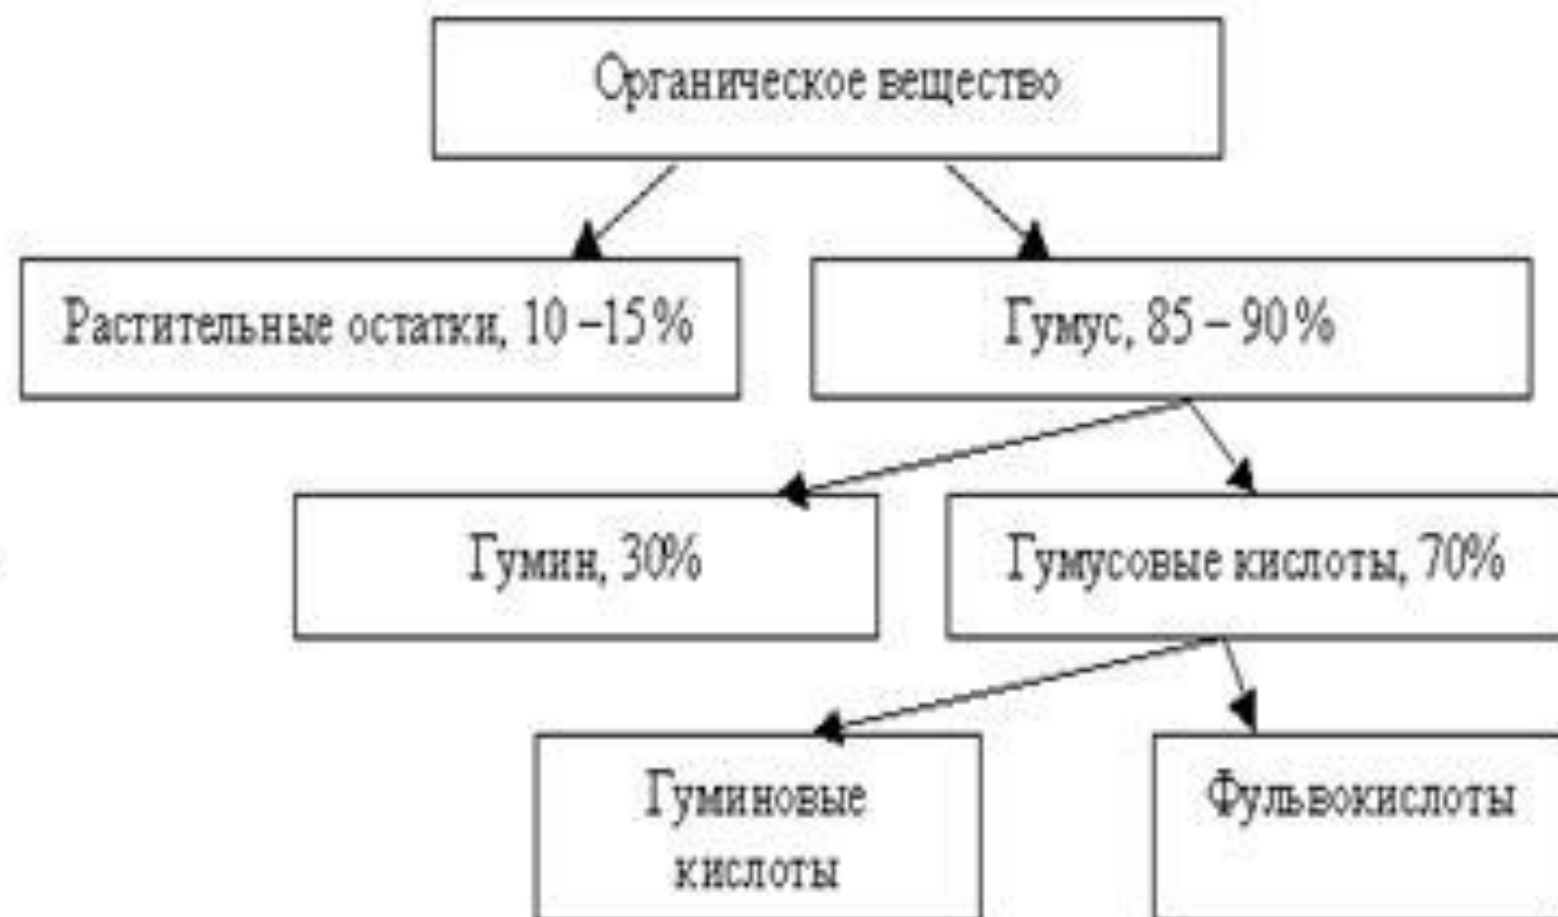 Органическое вещество
Растительные остатки, 10 –15%
Гумус, 85 – 90%
Гумин, 30%
Гумусовые кислоты, 70%
Гуминовые
кислоты
Фульвокислоты